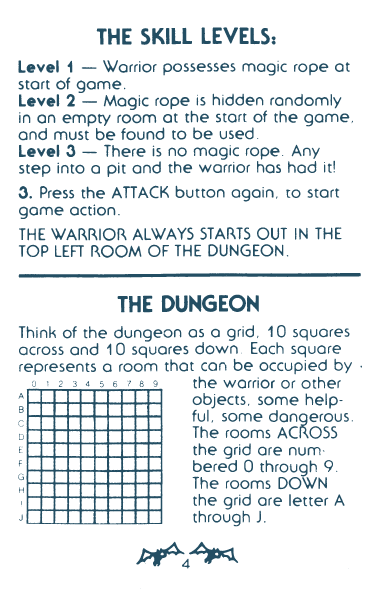 THE SKILL LEVELS:
Level 1 — Warrior possesses magic rope at
start of game.
Level 2 — Magic rope is hidden randomly
in an empty room at the start of the game,
and must be found to be used.
Level 3 — There is no magic rope. Any
step into a pit and the warrior has had it!
3. Press the ATTACK button again, to start
game action.
THE WARRIOR ALWAYS STARTS OUT IN THE
TOP LEFT ROOM OF THE DUNGEON.
THE DUNGEON
Think of the dungeon as a grid, 10 squares
across and 10 squares down. Each square
represents a room that can be occupied by
the warrior or other
objects, some help-
ful, some dangerous.
The rooms ACROSS
the grid are num-
bered 0 through 9.
The rooms DOWN
the grid are letter A
through J.
0 1 2 3 4 5 6 7 8 9
A
B
C
D
E
F
G
H
I
J
4